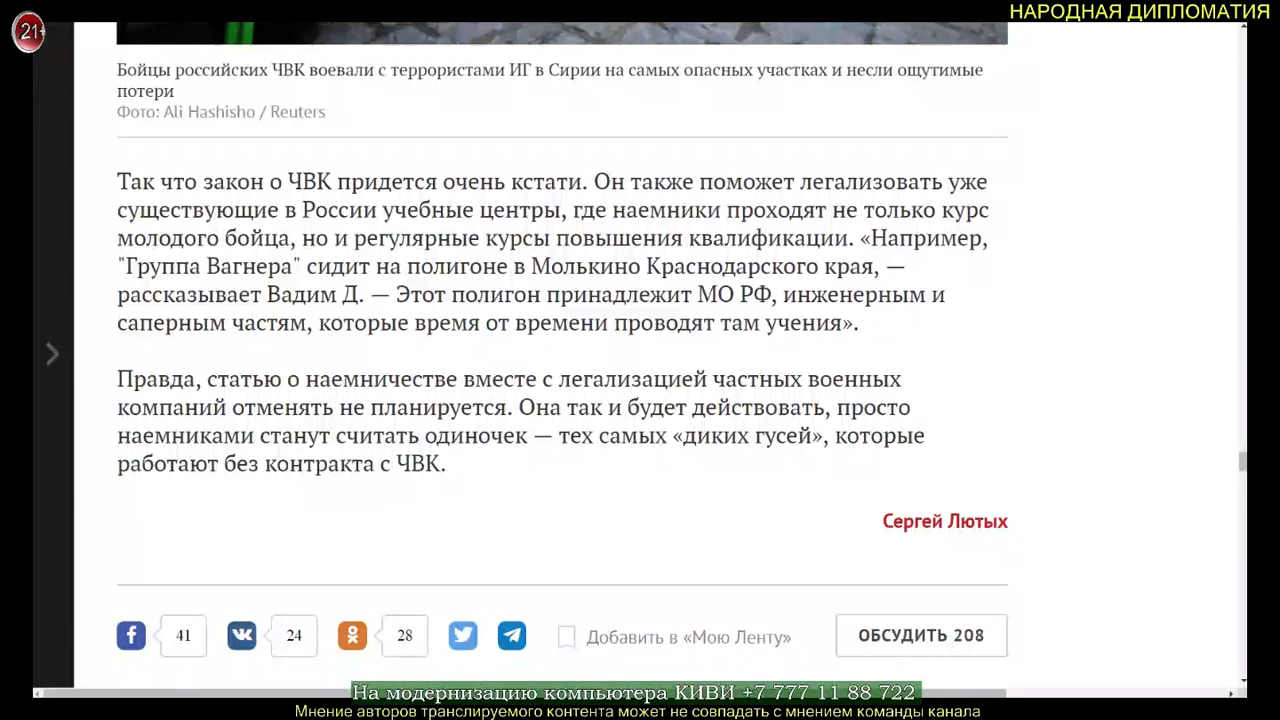 НАРОДНАЯ ДИПЛОМАТИЯ
21+
Бойцы российских ЧВК воевали с террористами ИГ в Сирии на самых опасных участках и несли ощутимые
потери
Фото: Ali Hashisho / Reuters
Так что закон о ЧВК придется очень кстати. Он также поможет легализовать уже
существующие в России учебные центры, где наемники проходят не только курс
молодого бойца, но и регулярные курсы повышения квалификации. «Например,
"Группа Вагнера" сидит на полигоне в Молькино Краснодарского края, —
рассказывает Вадим Д. — Этот полигон принадлежит МО РФ, инженерным и
саперным частям, которые время от времени проводят там учения».
Правда, статью о наемничестве вместе с легализацией частных военных
компаний отменять не планируется. Она так и будет действовать, просто
наемниками станут считать одиночек — тех самых «диких гусей», которые
работают без контракта с ЧВК.
Сергей Лютых
41 24 28 Добавить в «Мою Ленту» ОБСУДИТЬ 208
На модернизацию компьютера КИВИ +7 777 11 88 722
Мнение авторов транслируемого контента может не совпадать с мнением команды канала